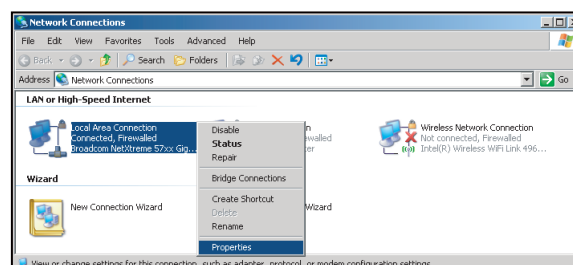 Network Connections
File Edit View Favorites Tools Advanced Help
Back Search Folders
Address Network Connections Go
LAN or High-Speed Internet
Local Area Connection
Connected, Firewalled
Broadcom NetXtreme 57xx Gig...
Disable
Status
Repair
Bridge Connections
Create Shortcut
Delete
Rename
Properties
Wireless Network Connection
Not connected, Firewalled
Intel(R) Wireless WiFi Link 496...
Wizard
New Connection Wizard
Wizard
View or change settings for this connection, such as adapter, protocol, or modem configuration settings.